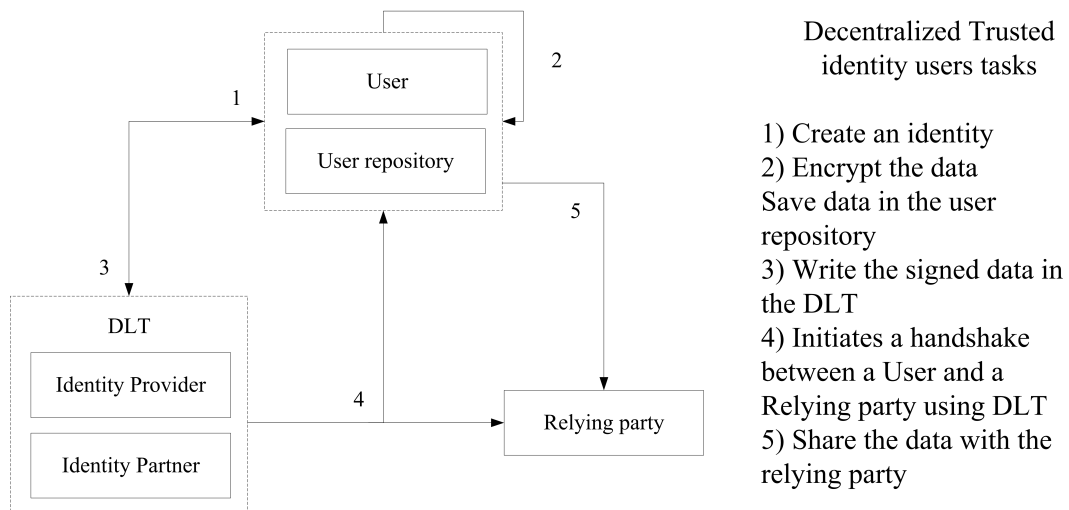 Decentralized Trusted
identity users tasks
1) Create an identity
2) Encrypt the data
Save data in the user
repository
3) Write the signed data in
the DLT
4) Initiates a handshake
between a User and a
Relying party using DLT
5) Share the data with the
relying party
User
User repository
1
2
3
4
5
DLT
Identity Provider
Identity Partner
Relying party